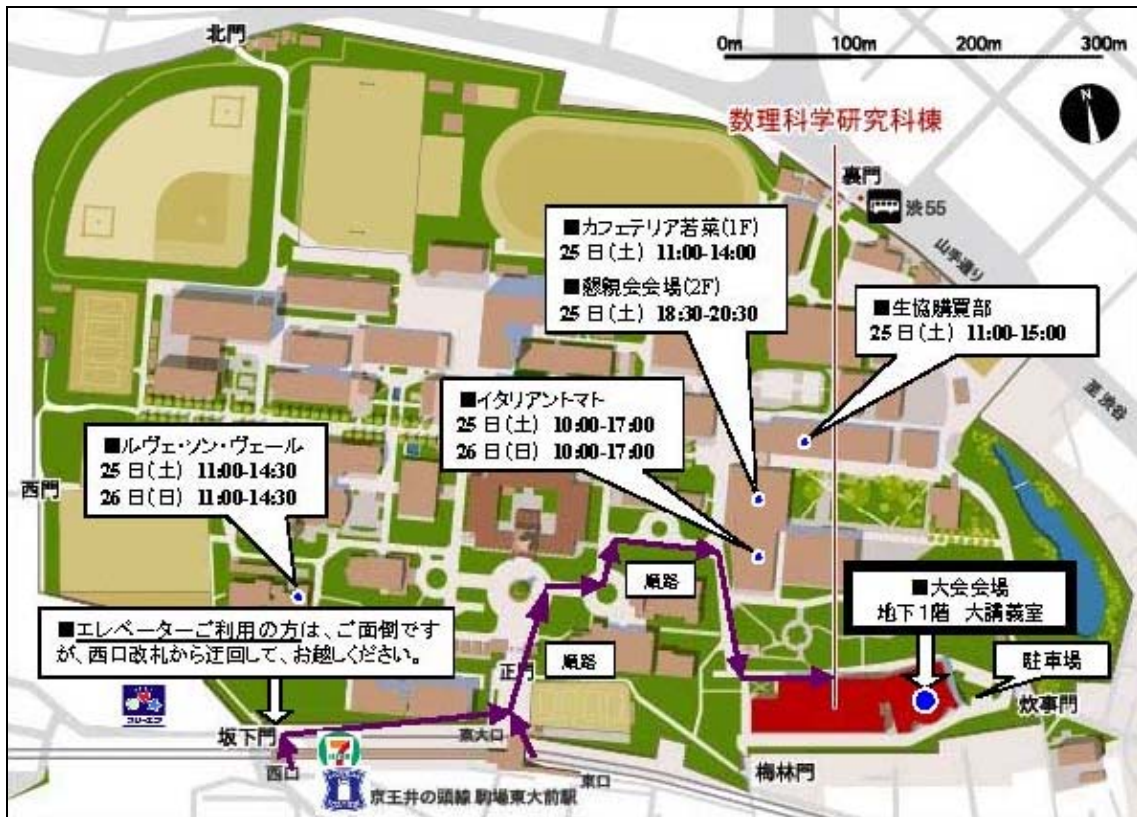 北門
0m 100m 200m 300m
N
数理科学研究科棟
裏門
渋55
山手通り
至 渋谷
■カフェテリア若菜(1F)
25日(土) 11:00-14:00
■懇親会会場(2F)
25日(土) 18:30-20:30
■生協購買部
25日(土) 11:00-15:00
■イタリアントマト
25日(土) 10:00-17:00
26日(日) 10:00-17:00
■ルヴェ・ソン・ヴェール
25日(土) 11:00-14:30
26日(日) 11:00-14:30
西門
順路
■大会会場
地下1階 大講義室
■エレベーターご利用の方は、ご面倒です
が、西口改札から迂回して、お越しください。
正門
順路
駐車場
炊事門
坂下門
東大口
西口
7
東口
梅林門
京王井の頭線 駒場東大前駅